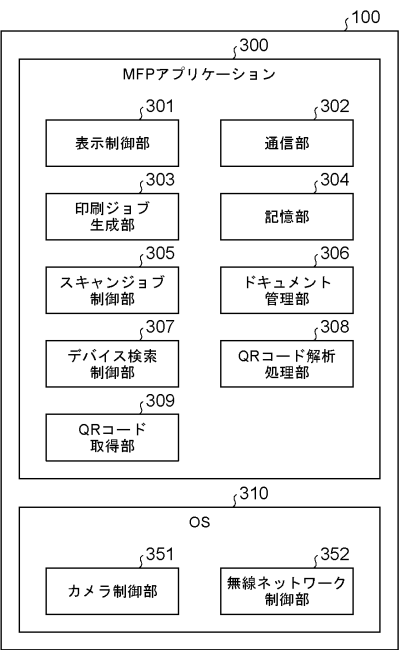 100
300
MFPアプリケーション
301
302
表示制御部
通信部
303
304
印刷ジョブ
生成部
記憶部
305
306
スキャンジョブ
制御部
ドキュメント
管理部
307
308
デバイス検索
制御部
QRコード解析
処理部
309
QRコード
取得部
310
OS
351
352
カメラ制御部
無線ネットワーク
制御部